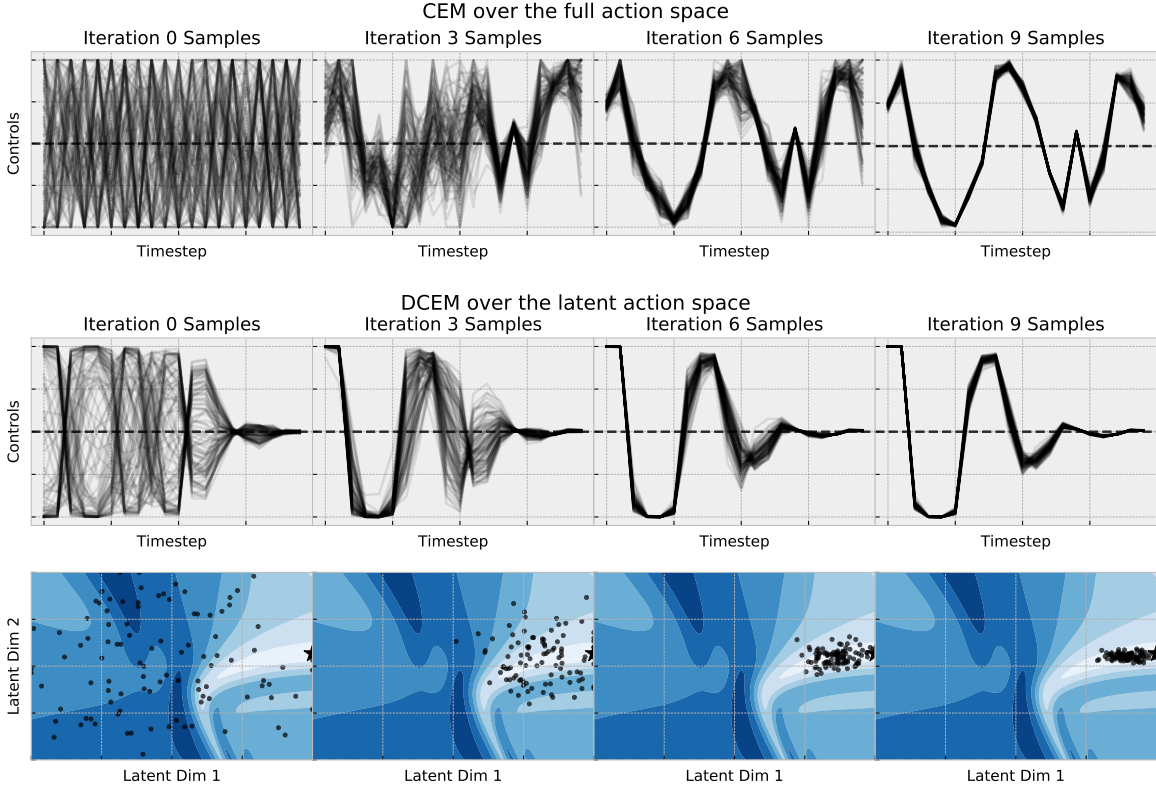 CEM over the full action space
Iteration 0 Samples
Iteration 3 Samples
Iteration 6 Samples
Iteration 9 Samples
Controls
Timestep
Timestep
Timestep
Timestep
DCEM over the latent action space
Iteration 0 Samples
Iteration 3 Samples
Iteration 6 Samples
Iteration 9 Samples
Controls
Timestep
Timestep
Timestep
Timestep
Latent Dim 2
Latent Dim 1
Latent Dim 1
Latent Dim 1
Latent Dim 1